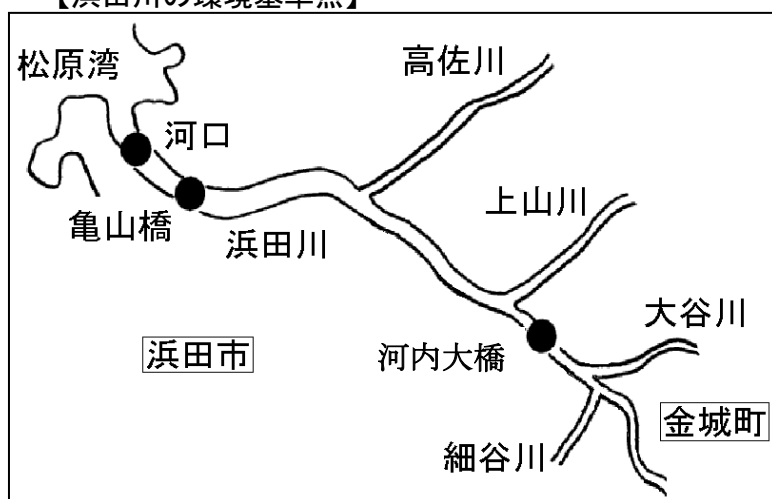 【浜田川の環境基準点】
松原湾
高佐川
河口
上山川
亀山橋
浜田川
大谷川
浜田市
河内大橋
金城町
細谷川